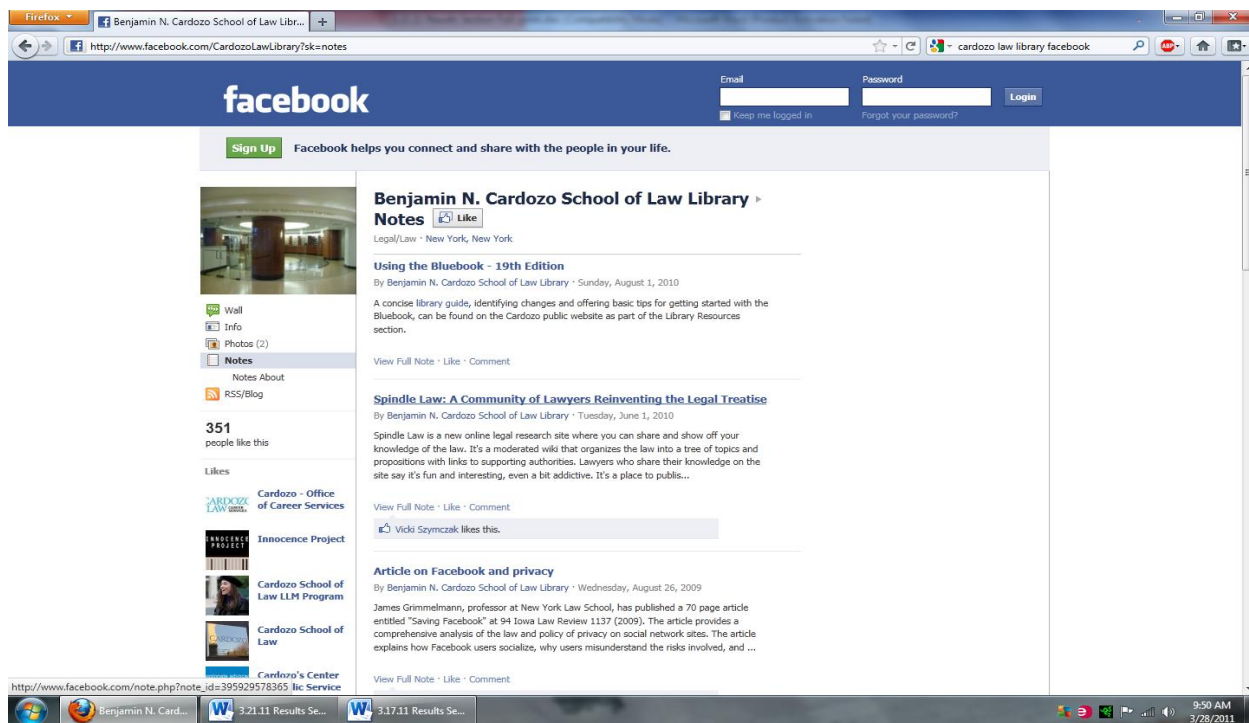 Firefox
Benjamin N. Cardozo School of Law Libr...
http://www.facebook.com/CardozoLawLibrary?sk=notes
cardozo law library facebook
ABP
facebook
Email
Password
Login
Keep me logged in
Forgot your password?
Sign Up
Facebook helps you connect and share with the people in your life.
Benjamin N. Cardozo School of Law Library
Notes
Like
Legal/Law · New York, New York
Using the Bluebook - 19th Edition
By Benjamin N. Cardozo School of Law Library · Sunday, August 1, 2010
A concise library guide, identifying changes and offering basic tips for getting started with the
Bluebook, can be found on the Cardozo public website as part of the Library Resources
section.
View Full Note · Like · Comment
Spindle Law: A Community of Lawyers Reinventing the Legal Treatise
By Benjamin N. Cardozo School of Law Library · Tuesday, June 1, 2010
Spindle Law is a new online legal research site where you can share and show off your
knowledge of the law. It's a moderated wiki that organizes the law into a tree of topics and
propositions with links to supporting authorities. Lawyers who share their knowledge on the
site say it's fun and interesting, even a bit addictive. It's a place to publis...
View Full Note · Like · Comment
Vicki Szymczak likes this.
Article on Facebook and privacy
By Benjamin N. Cardozo School of Law Library · Wednesday, August 26, 2009
James Grimmelmann, professor at New York Law School, has published a 70 page article
entitled "Saving Facebook" at 94 Iowa Law Review 1137 (2009). The article provides a
comprehensive analysis of the law and policy of privacy on social network sites. The article
explains how Facebook users socialize, why users misunderstand the risks involved, and ...
View Full Note · Like · Comment
Wall
Info
Photos (2)
Notes
Notes About
RSS/Blog
351
people like this
Likes
Cardozo - Office
of Career Services
INNOCENCE
PROJECT
Innocence Project
Cardozo School of
Law LLM Program
CARDOZO
Cardozo School of
Law
Cardozo's Center
lic Service
http://www.facebook.com/note.php?note_id=395929578365
Benjamin N. Card...
3.21.11 Results Se...
3.17.11 Results Se...
9:50 AM
3/28/2011